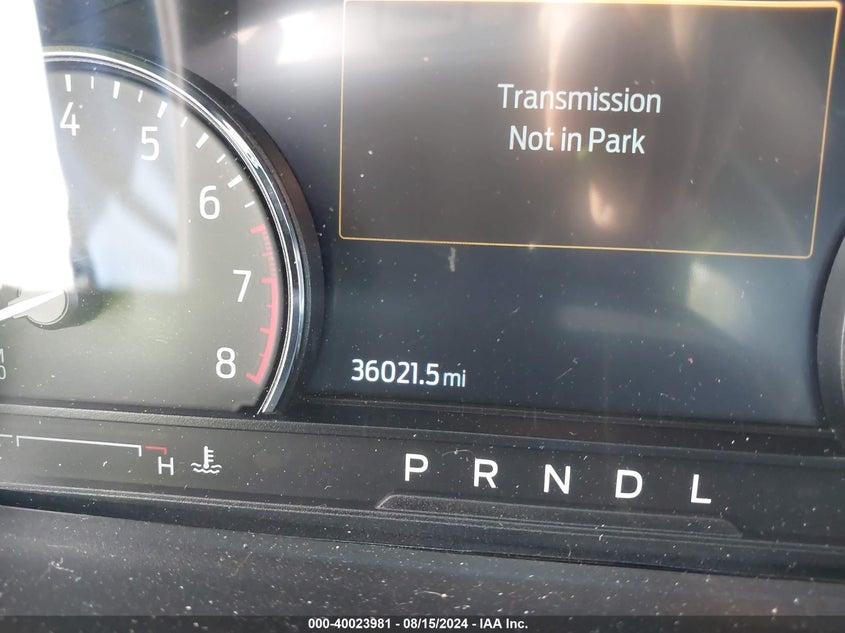 Transmission
Not in Park
4
5
6
7
8
36021.5 mi
H
P R N D L
000-40023981 - 08/15/2024 - IAA Inc.